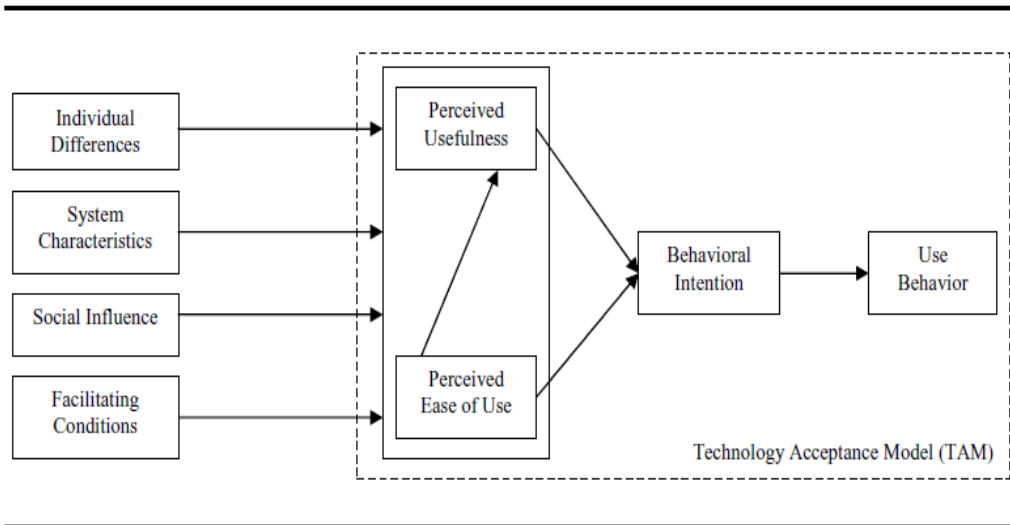 Individual
Differences
System
Characteristics
Social Influence
Facilitating
Conditions
Perceived
Usefulness
Perceived
Ease of Use
Behavioral
Intention
Use
Behavior
Technology Acceptance Model (TAM)